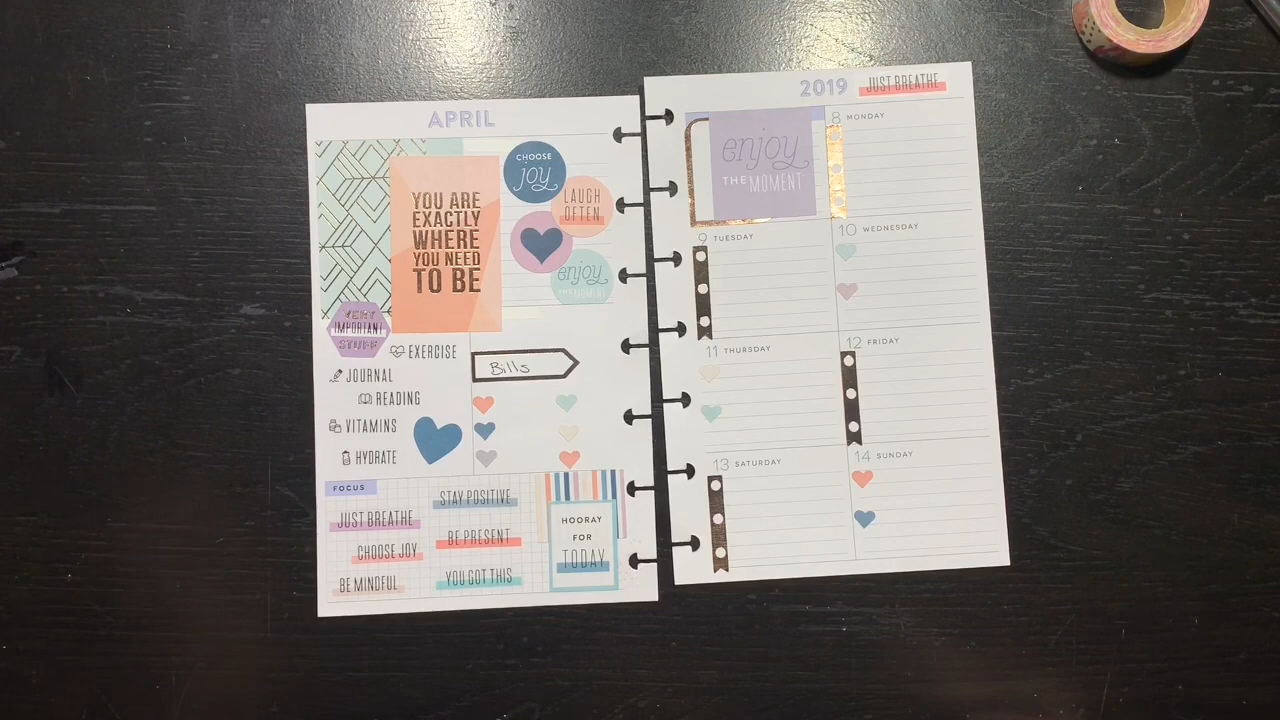 APRIL
YOU ARE
EXACTLY
WHERE
YOU NEED
TO BE
CHOOSE
joy
LAUGH
OFTEN
enjoy
THE MOMENT
VERY
IMPORTANT
STUFF
EXERCISE
JOURNAL
READING
VITAMINS
HYDRATE
Bills
FOCUS
JUST BREATHE
CHOOSE JOY
BE MINDFUL
STAY POSITIVE
BE PRESENT
YOU GOT THIS
HOORAY
FOR
TODAY
2019 JUST BREATHE
enjoy
THE MOMENT
8 MONDAY
9 TUESDAY
10 WEDNESDAY
11 THURSDAY
12 FRIDAY
13 SATURDAY
14 SUNDAY